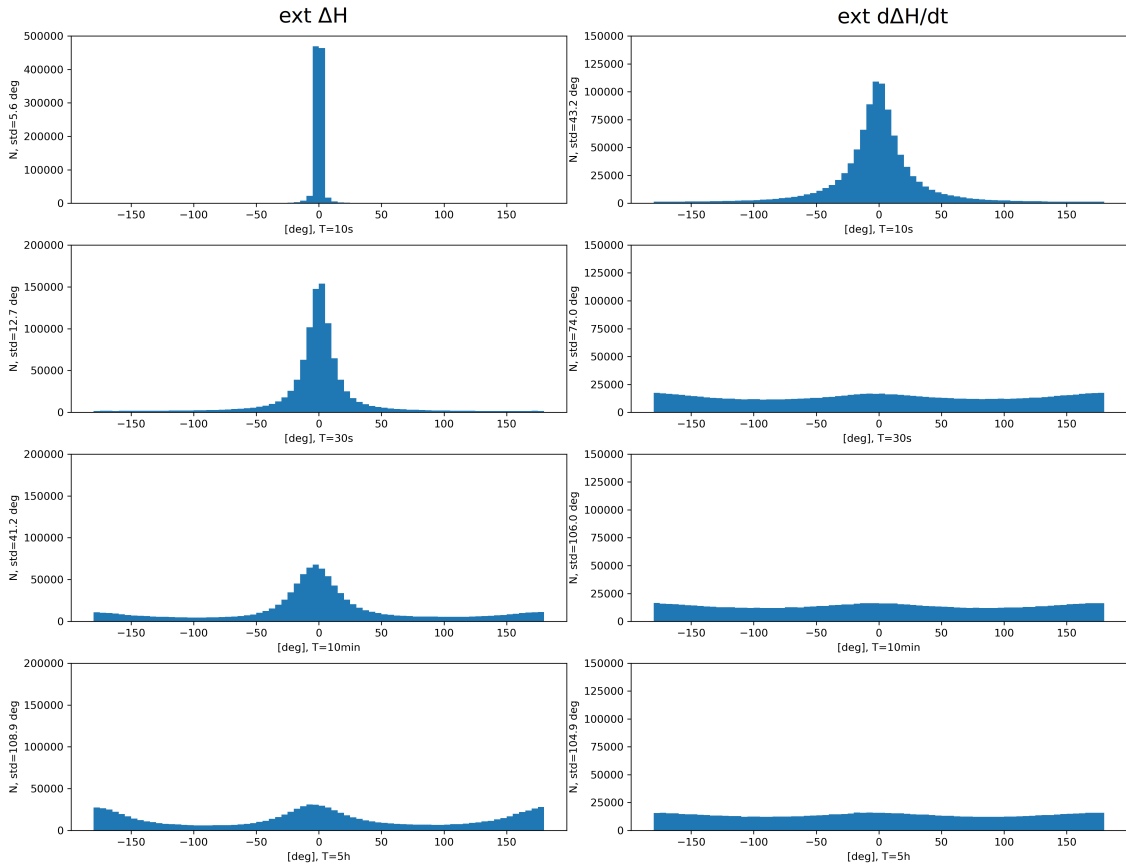 ext ΔH
ext dΔH/dt
N, std=5.6 deg
500000
400000
300000
200000
100000
0
−150 −100 −50 0 50 100 150
[deg], T=10s
N, std=43.2 deg
150000
125000
100000
75000
50000
25000
0
−150 −100 −50 0 50 100 150
[deg], T=10s
N, std=12.7 deg
200000
150000
100000
50000
0
−150 −100 −50 0 50 100 150
[deg], T=30s
N, std=74.0 deg
150000
125000
100000
75000
50000
25000
0
−150 −100 −50 0 50 100 150
[deg], T=30s
N, std=41.2 deg
200000
150000
100000
50000
0
−150 −100 −50 0 50 100 150
[deg], T=10min
N, std=106.0 deg
150000
125000
100000
75000
50000
25000
0
−150 −100 −50 0 50 100 150
[deg], T=10min
N, std=108.9 deg
200000
150000
100000
50000
0
−150 −100 −50 0 50 100 150
[deg], T=5h
N, std=104.9 deg
150000
125000
100000
75000
50000
25000
0
−150 −100 −50 0 50 100 150
[deg], T=5h